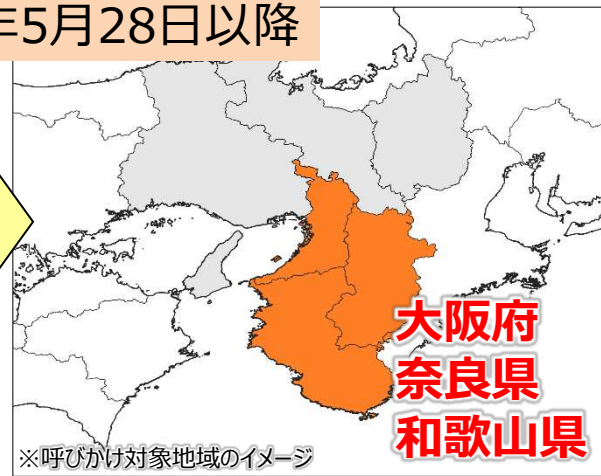 年5月28日以降
大阪府
奈良県
和歌山県
※呼びかけ対象地域のイメージ